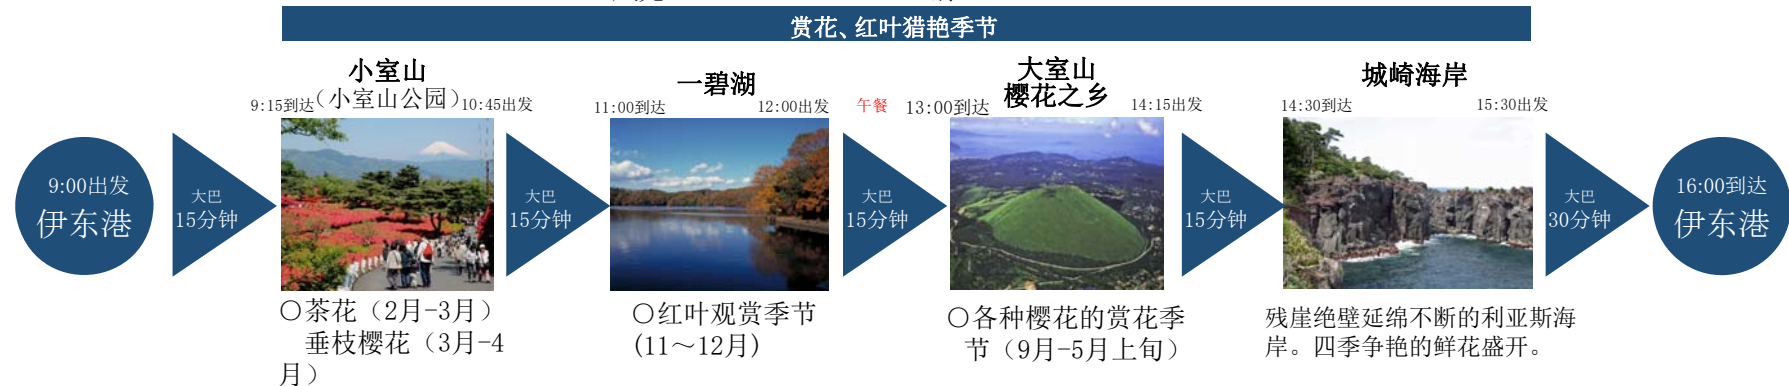 赏花、红叶猎艳季节
9:00出发
伊东港
大巴
15分钟
小室山
(小室山公园)
9:15到达
10:45出发
〇茶花（2月-3月）
垂枝樱花（3月-4
月）
大巴
15分钟
一碧湖
11:00到达
12:00出发
〇红叶观赏季节
(11～12月)
午餐
大巴
15分钟
大室山
樱花之乡
13:00到达
14:15出发
〇各种樱花的赏花季
节（9月-5月上旬）
大巴
15分钟
城崎海岸
14:30到达
15:30出发
残崖绝壁延绵不断的利亚斯海
岸。四季争艳的鲜花盛开。
大巴
30分钟
16:00到达
伊东港